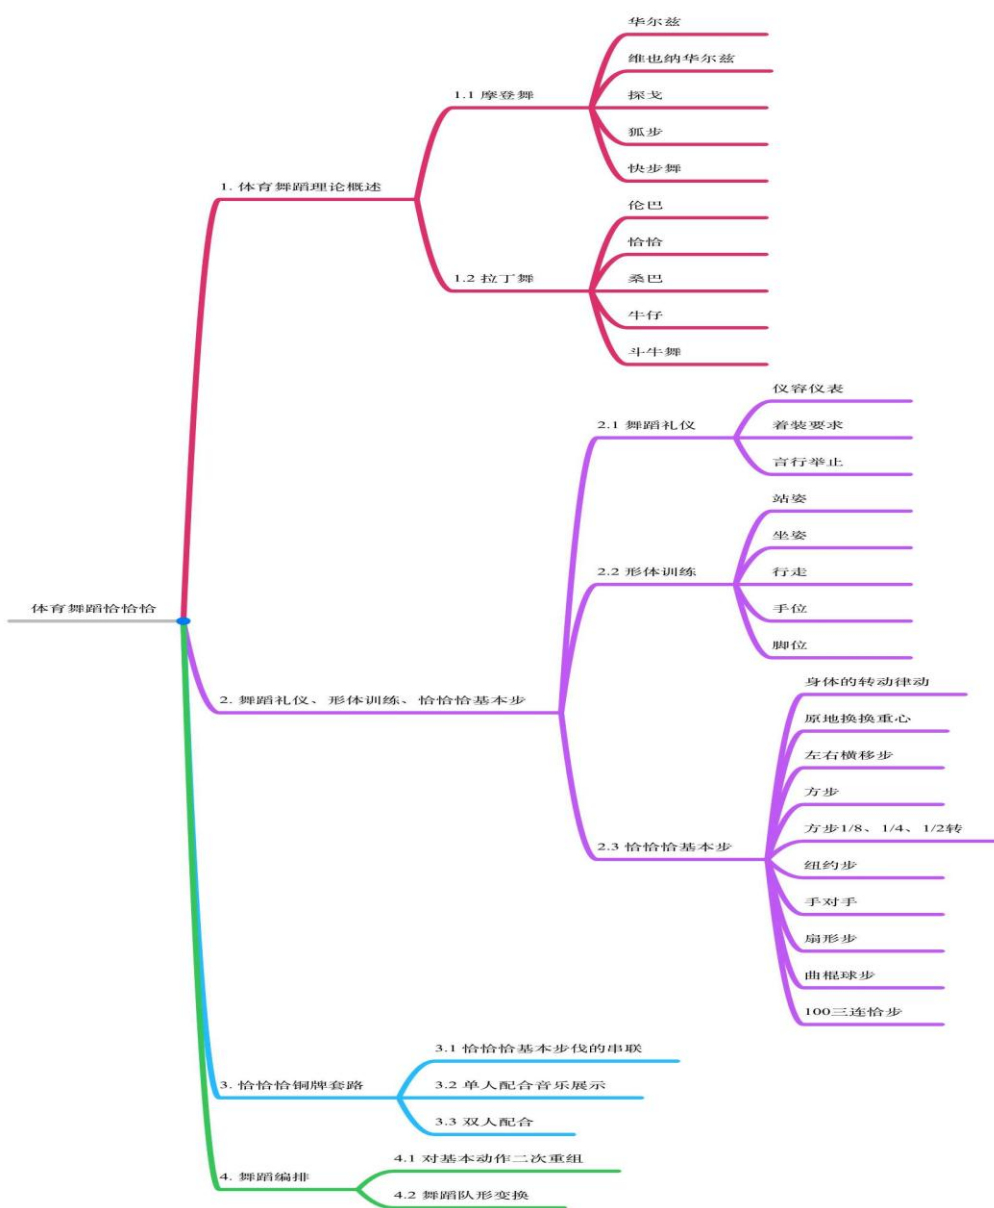 体育舞蹈恰恰恰
1. 体育舞蹈理论概述
1.1 摩登舞
华尔兹
维也纳华尔兹
探戈
狐步
快步舞
1.2 拉丁舞
伦巴
恰恰
桑巴
牛仔
斗牛舞
2. 舞蹈礼仪、形体训练、恰恰恰基本步
2.1 舞蹈礼仪
仪容仪表
着装要求
言行举止
2.2 形体训练
站姿
坐姿
行走
手位
脚位
2.3 恰恰恰基本步
身体的转动律动
原地换换重心
左右横移步
方步
方步1/8、1/4、1/2转
纽约步
手对手
扇形步
曲棍球步
100三连恰步
3. 恰恰恰铜牌套路
3.1 恰恰恰基本步伐的串联
3.2 单人配合音乐展示
3.3 双人配合
4. 舞蹈编排
4.1 对基本动作二次重组
4.2 舞蹈队形变换